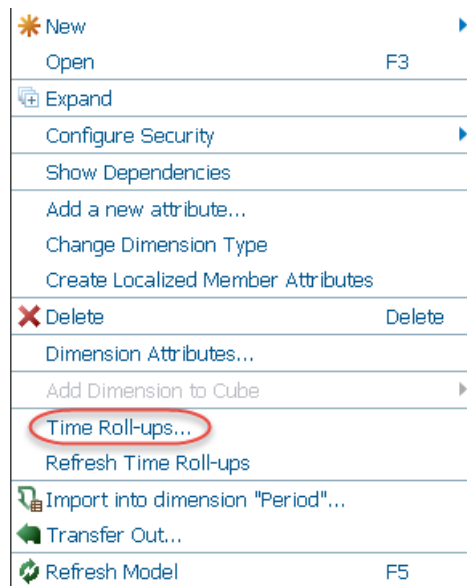 New
Open F3
Expand
Configure Security
Show Dependencies
Add a new attribute...
Change Dimension Type
Create Localized Member Attributes
Delete Delete
Dimension Attributes...
Add Dimension to Cube
Time Roll-ups...
Refresh Time Roll-ups
Import into dimension "Period"...
Transfer Out...
Refresh Model F5